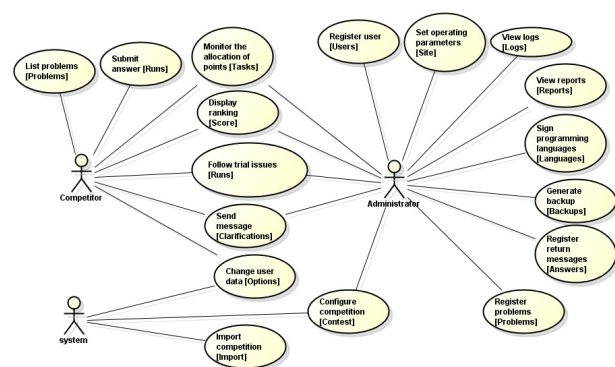 List problems
[Problems]
Submit
answer [Runs]
Monitor the
allocation of
points [Tasks]
Register user
[Users]
Set operating
parameters
[Site]
View logs
[Logs]
View reports
[Reports]
Display
ranking
[Score]
Sign
programming
languages
[Languages]
Follow trial issues
[Runs]
Competitor
Administrator
Generate
backup
[Backups]
Send
message
[Clarifications]
Register
return
messages
[Answers]
Change user
data [Options]
Configure
competition
[Contest]
Register
problems
[Problems]
system
Import
competition
[Import]